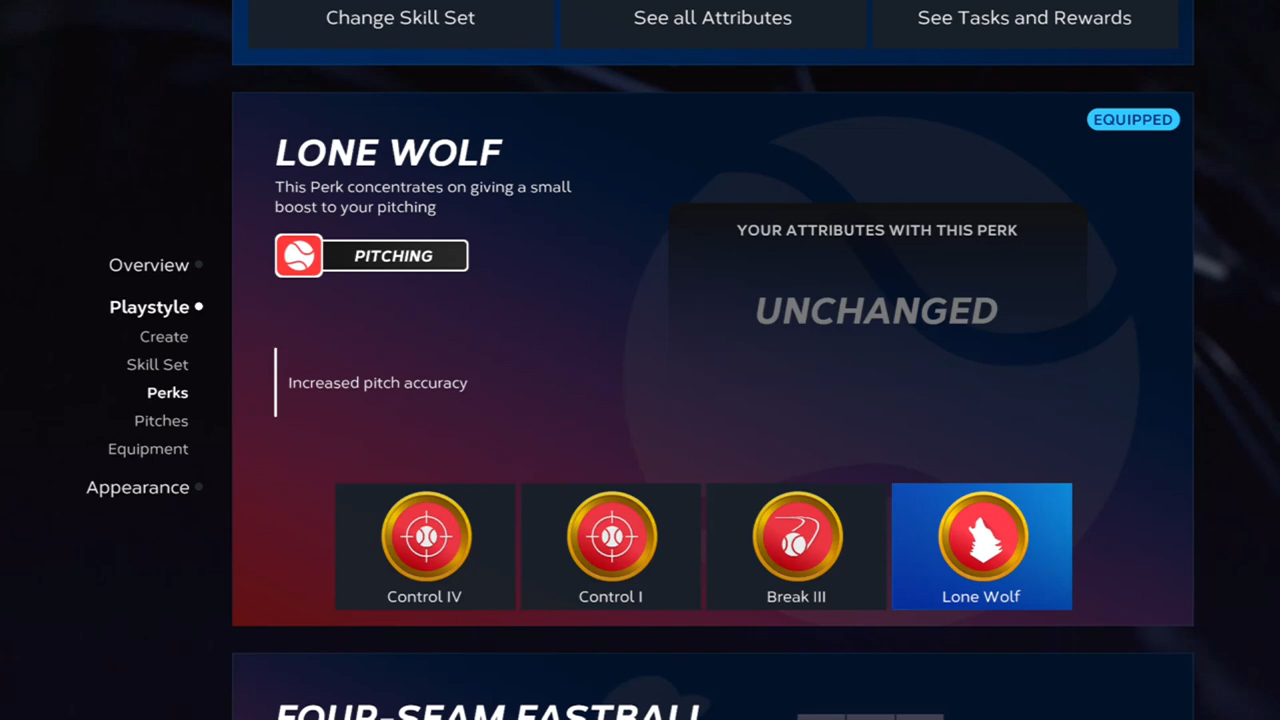 Change Skill Set
See all Attributes
See Tasks and Rewards
EQUIPPED
LONE WOLF
This Perk concentrates on giving a small
boost to your pitching
PITCHING
YOUR ATTRIBUTES WITH THIS PERK
UNCHANGED
Increased pitch accuracy
Overview
Playstyle
Create
Skill Set
Perks
Pitches
Equipment
Appearance
Control IV
Control I
Break III
Lone Wolf
FOUR-SEAM FASTBALL